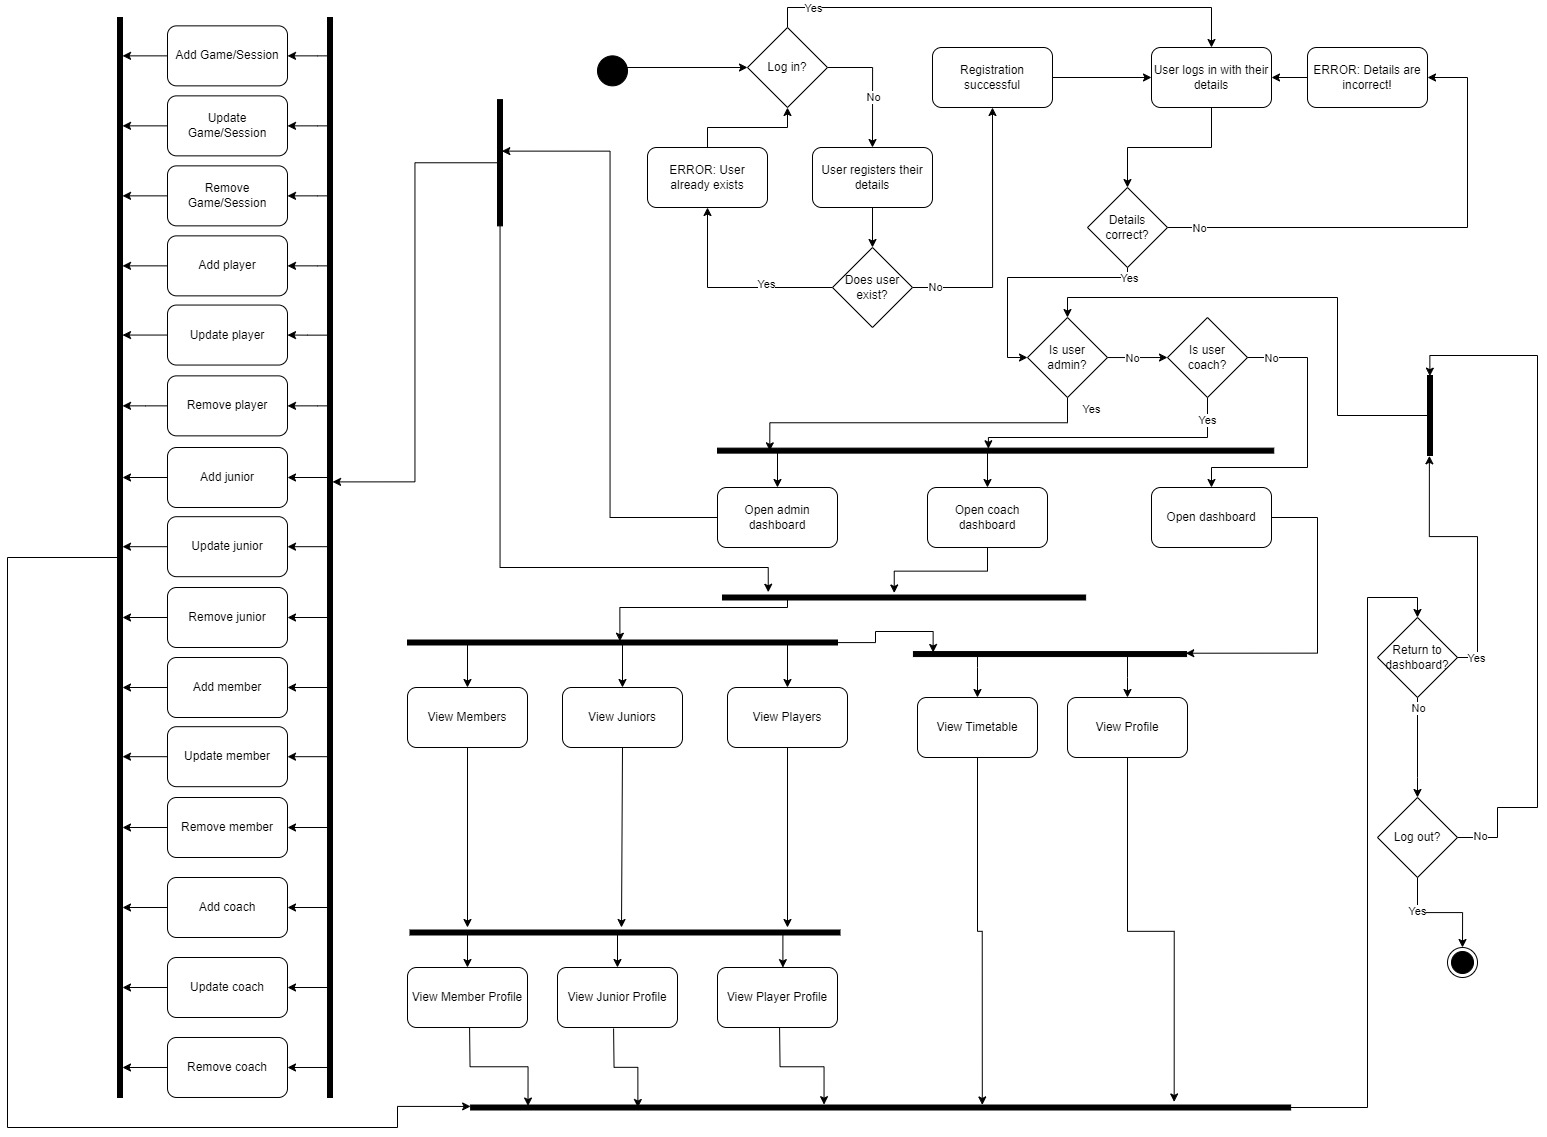 Yes
Log in?
No
Registration
successful
User logs in with their
details
ERROR: Details are
incorrect!
ERROR: User
already exists
User registers their
details
Does user
exist?
Yes
No
Details
correct?
No
Yes
Is user
admin?
No
Is user
coach?
No
Yes
Yes
Open admin
dashboard
Open coach
dashboard
Open dashboard
Add Game/Session
Update
Game/Session
Remove
Game/Session
Add player
Update player
Remove player
Add junior
Update junior
Remove junior
Add member
Update member
Remove member
Add coach
Update coach
Remove coach
View Members
View Juniors
View Players
View Timetable
View Profile
View Member Profile
View Junior Profile
View Player Profile
Return to
dashboard?
Yes
No
Log out?
No
Yes